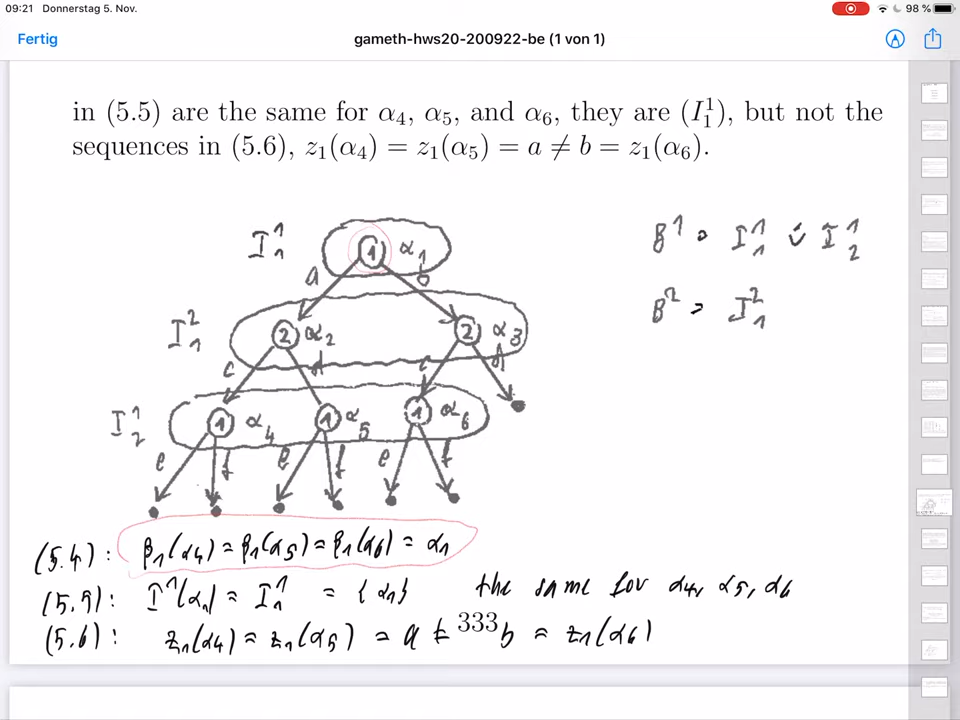 09:21 Donnerstag 5. Nov. 98 %
Fertig gameth-hws20-200922-be (1 von 1)
in (5.5) are the same for α₄, α₅, and α₆, they are (I₁¹), but not the
sequences in (5.6), z₁(α₄) = z₁(α₅) = a ≠ b = z₁(α₆).
I₁¹ 1 α₁ B¹ = I₁¹ ∪̇ I₂¹
a b
I₁² 2 α₂ 2 α₃ B² = I₁²
c d c d
I₂¹ 1 α₄ 1 α₅ 1 α₆
e f e f e f
(5.4): β₁(α₄) = β₁(α₅) = β₁(α₆) = α₁
(5.5): I¹(α₁) = I₁¹ = {α₁} the same for α₄, α₅, α₆
(5.6): z₁(α₄) = z₁(α₅) = a ≠ b = z₁(α₆)
333